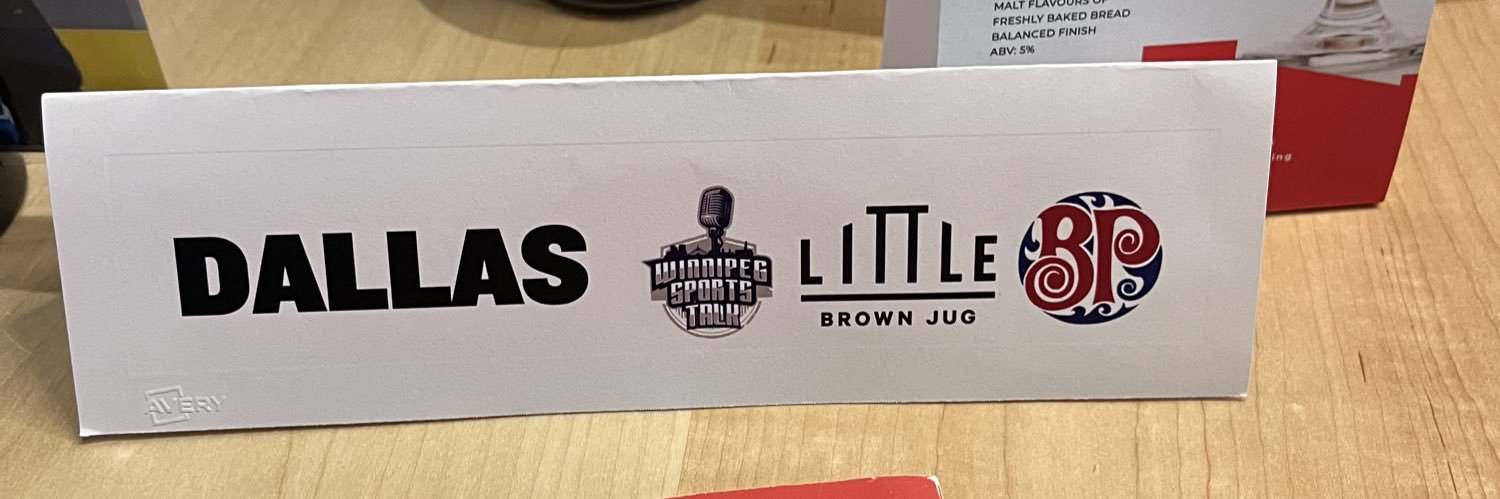 MALT FLAVOURS OF
FRESHLY BAKED BREAD
BALANCED FINISH
ABV: 5%
DALLAS
WINNIPEG
SPORTS
TALK
LITTLE
BROWN JUG
BP
AVERY